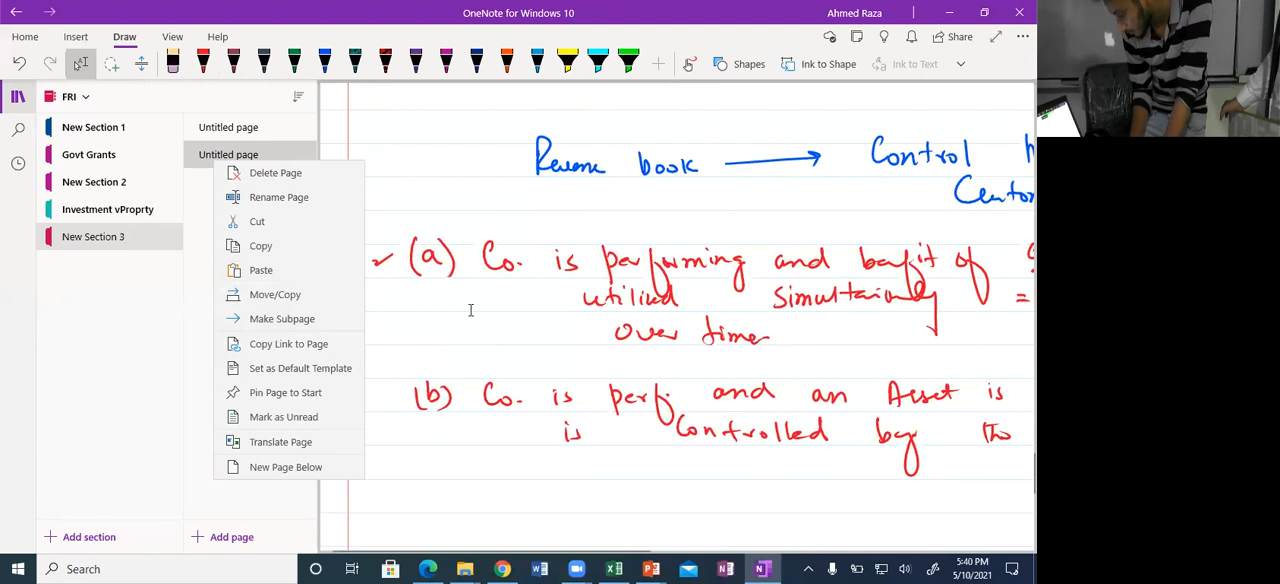 OneNote for Windows 10
Ahmed Raza
Home
Insert
Draw
View
Help
Share
Shapes
Ink to Shape
Ink to Text
FRI
New Section 1
Govt Grants
New Section 2
Investment vProprty
New Section 3
Add section
Untitled page
Untitled page
Delete Page
Rename Page
Cut
Copy
Paste
Move/Copy
Make Subpage
Copy Link to Page
Set as Default Template
Pin Page to Start
Mark as Unread
Translate Page
New Page Below
Add page
book → Control
(a) Co. is performing and of
utilized
over time
(b) Co. is perf. and an Asset is
is controlled by
Search
5:40 PM
5/10/2021